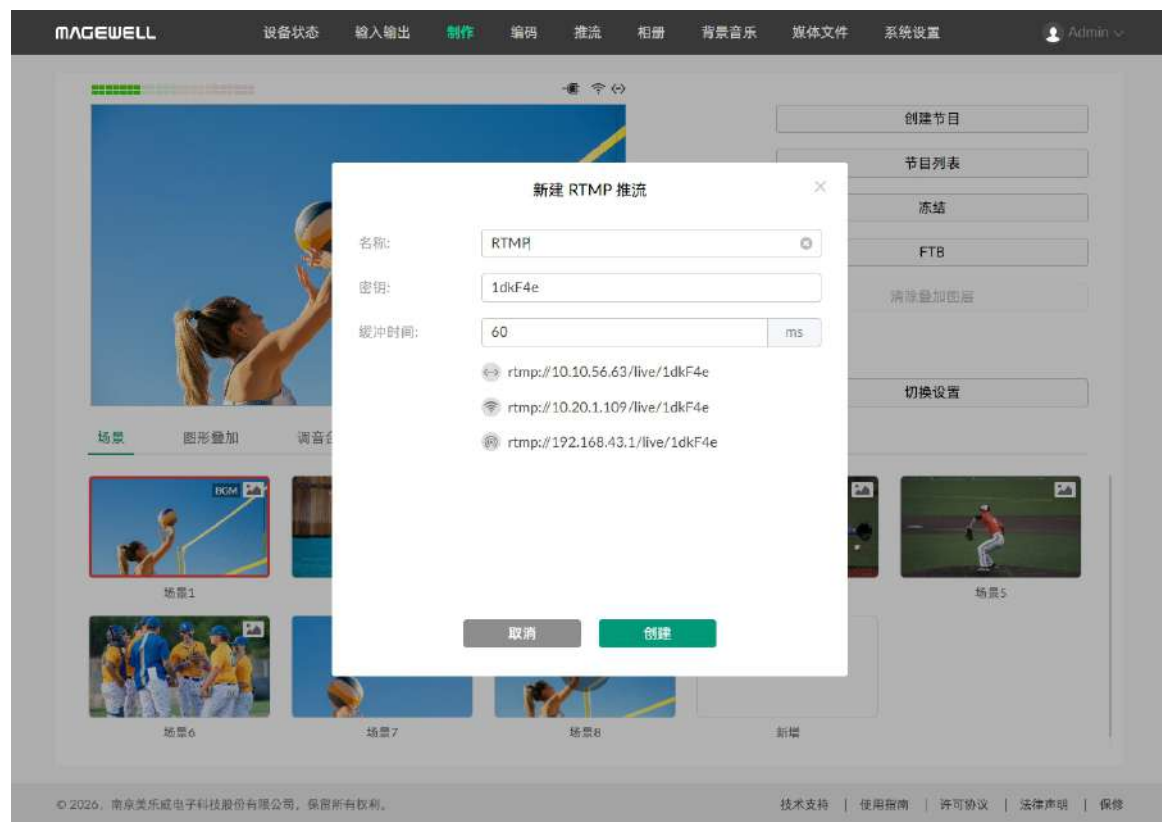 MAGEWELL 设备状态 输入输出 制作 编码 推流 相册 背景音乐 媒体文件 系统设置 Admin
创建节目
节目列表
新建 RTMP 推流
冻结
名称: RTMP
FTB
密钥: 1dkF4e
清除叠加图层
缓冲时间: 60 ms
rtmp://10.10.56.63/live/1dkF4e
切换设置
rtmp://10.20.1.109/live/1dkF4e
场景 图形叠加 调音
rtmp://192.168.43.1/live/1dkF4e
BGM
场景1 场景5
取消 创建
场景6 场景7 场景8 新增
© 2026, 南京美乐威电子科技股份有限公司, 保留所有权利。 技术支持 | 使用指南 | 许可协议 | 法律声明 | 保修